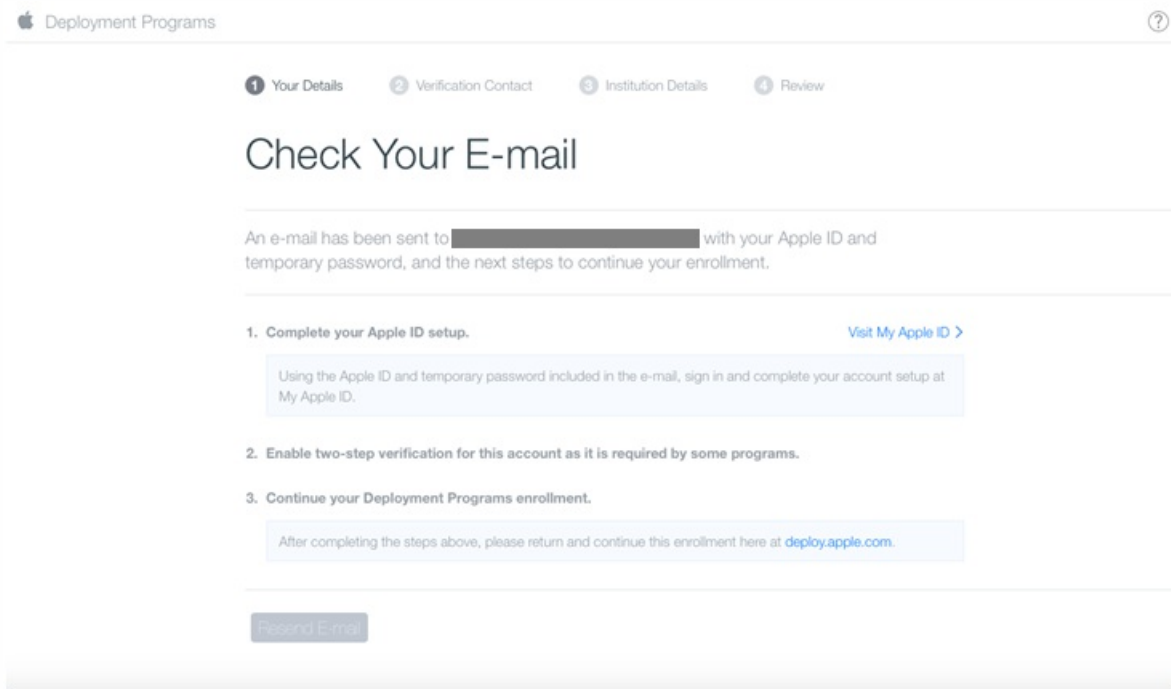 Deployment Programs
?
1 Your Details 2 Verification Contact 3 Institution Details 4 Review
Check Your E-mail
An e-mail has been sent to with your Apple ID and
temporary password, and the next steps to continue your enrollment.
1. Complete your Apple ID setup. Visit My Apple ID >
Using the Apple ID and temporary password included in the e-mail, sign in and complete your account setup at
My Apple ID.
2. Enable two-step verification for this account as it is required by some programs.
3. Continue your Deployment Programs enrollment.
After completing the steps above, please return and continue this enrollment here at deploy.apple.com.
Resend E-mail